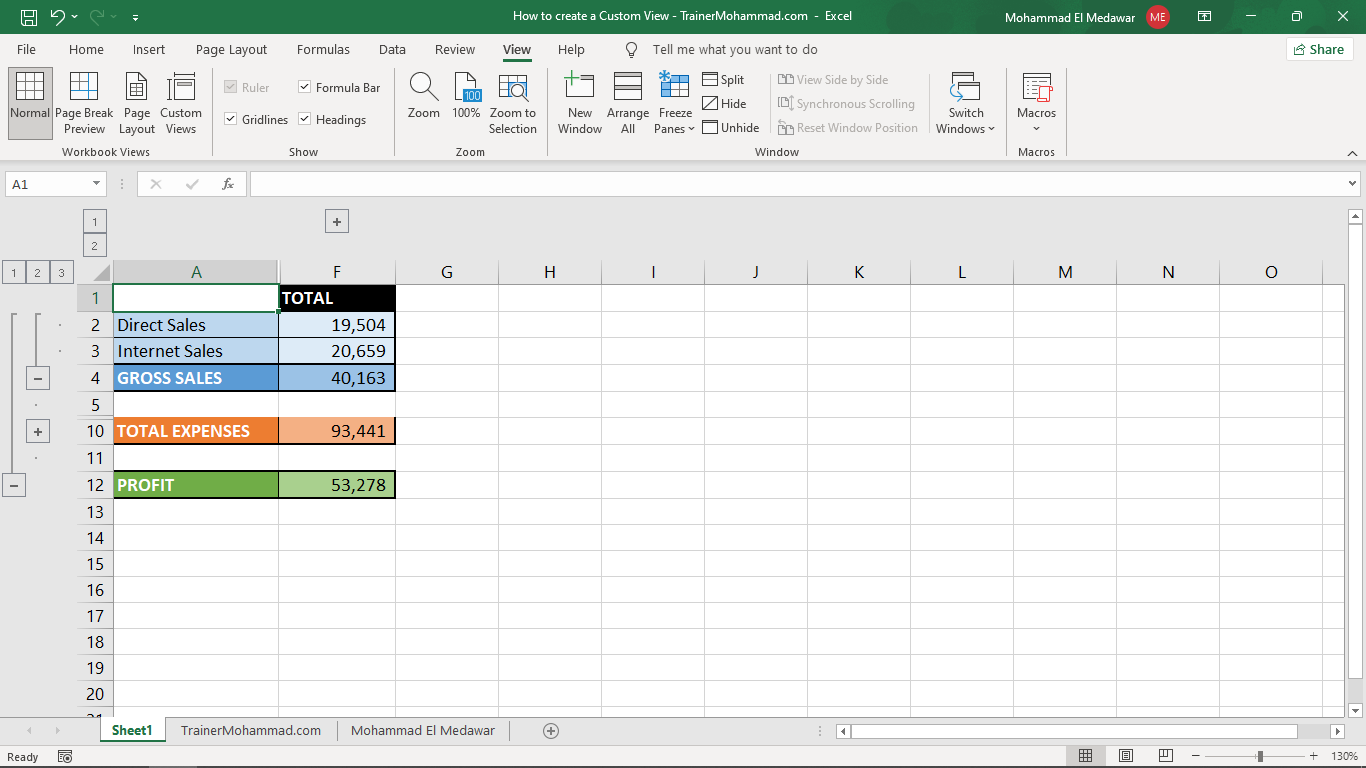 How to create a Custom View - TrainerMohammad.com - Excel
Mohammad El Medawar ME
File Home Insert Page Layout Formulas Data Review View Help Tell me what you want to do Share
Normal
Page Break Preview
Page Layout
Custom Views
Workbook Views
Ruler
Formula Bar
Gridlines
Headings
Show
Zoom
100
100%
Zoom to Selection
Zoom
New Window
Arrange All
Freeze Panes
Split
Hide
Unhide
View Side by Side
Synchronous Scrolling
Reset Window Position
Switch Windows
Window
Macros
Macros
A1 fx
1
2
1 2 3
A F G H I J K L M N O
1 TOTAL
2 Direct Sales 19,504
3 Internet Sales 20,659
4 GROSS SALES 40,163
5
10 TOTAL EXPENSES 93,441
11
12 PROFIT 53,278
13
14
15
16
17
18
19
20
Sheet1 TrainerMohammad.com Mohammad El Medawar
Ready 130%